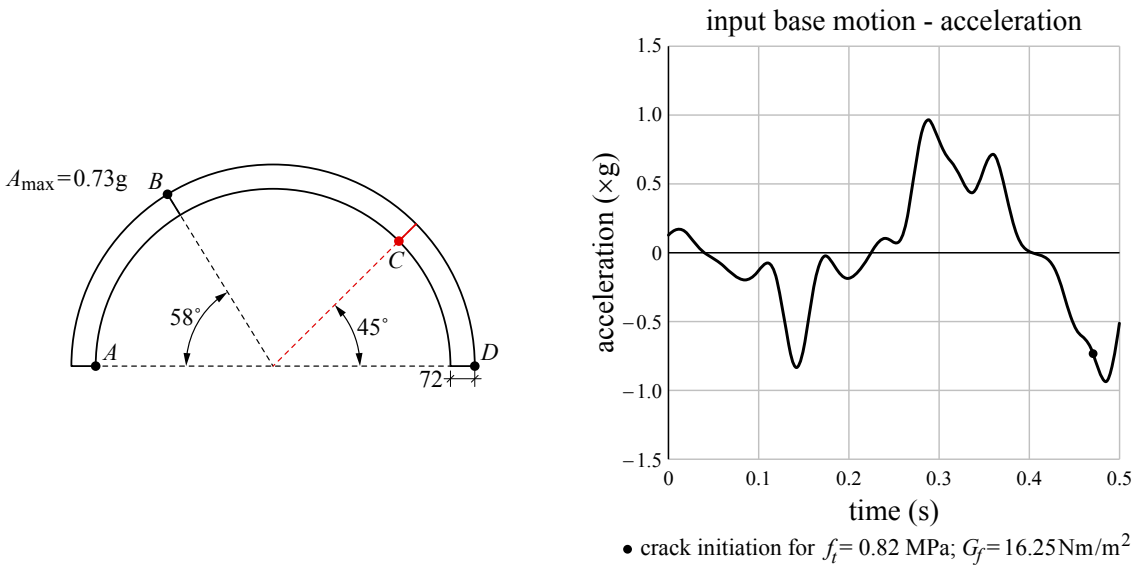 A_max=0.73g
B
C
58°
45°
A
D
72
input base motion - acceleration
acceleration (×g)
1.5
1.0
0.5
0
−0.5
−1.0
−1.5
0 0.1 0.2 0.3 0.4 0.5
time (s)
● crack initiation for f_t= 0.82 MPa; G_f=16.25Nm/m²